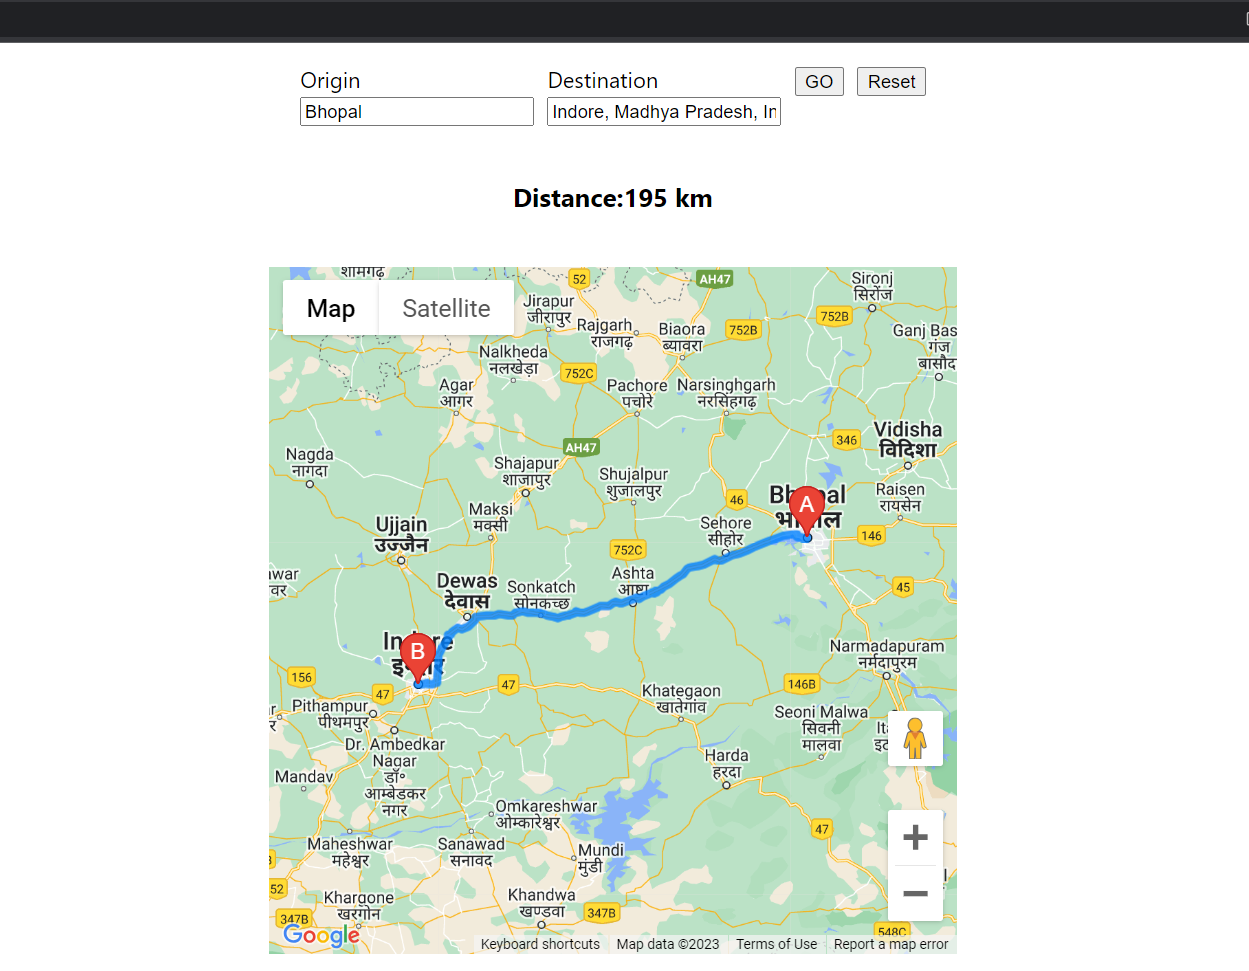 Origin
Destination
GO
Reset
Bhopal
Indore, Madhya Pradesh, In
Distance:195 km
शामगढ़
Map
Satellite
52
AH47
Sironj
सिरोंज
Jirapur
जीरापुर
Rajgarh
राजगढ़
Biaora
ब्यावरा
752B
752B
Ganj Bas
गंज
बासौद
Nalkheda
नलखेड़ा
752C
Agar
आगर
Pachore
पचोरे
Narsinghgarh
नरसिंहगढ़
AH47
346
Vidisha
विदिशा
Nagda
नागदा
Shajapur
शाजापुर
Shujalpur
शुजालपुर
46
A
Raisen
रायसेन
Maksi
मक्सी
Ujjain
उज्जैन
Sehore
सीहोर
146
752C
Dewas
देवास
Sonkatch
सोनकच्छ
Ashta
आष्टा
45
B
Narmadapuram
नर्मदापुरम
156
47
47
146B
Pithampur
पीथमपुर
Khategaon
खातेगांव
Seoni Malwa
सिवनी
मालवा
Dr. Ambedkar
Nagar
डॉ॰
आम्बेडकर
नगर
Harda
हरदा
Mandav
Omkareshwar
ओम्कारेश्वर
47
Maheshwar
महेश्वर
Sanawad
सनावद
Mundi
मुंडी
52
Khargone
खरगोन
Khandwa
खण्डवा
347B
347B
548C
Google
Keyboard shortcuts
Map data ©2023
Terms of Use
Report a map error